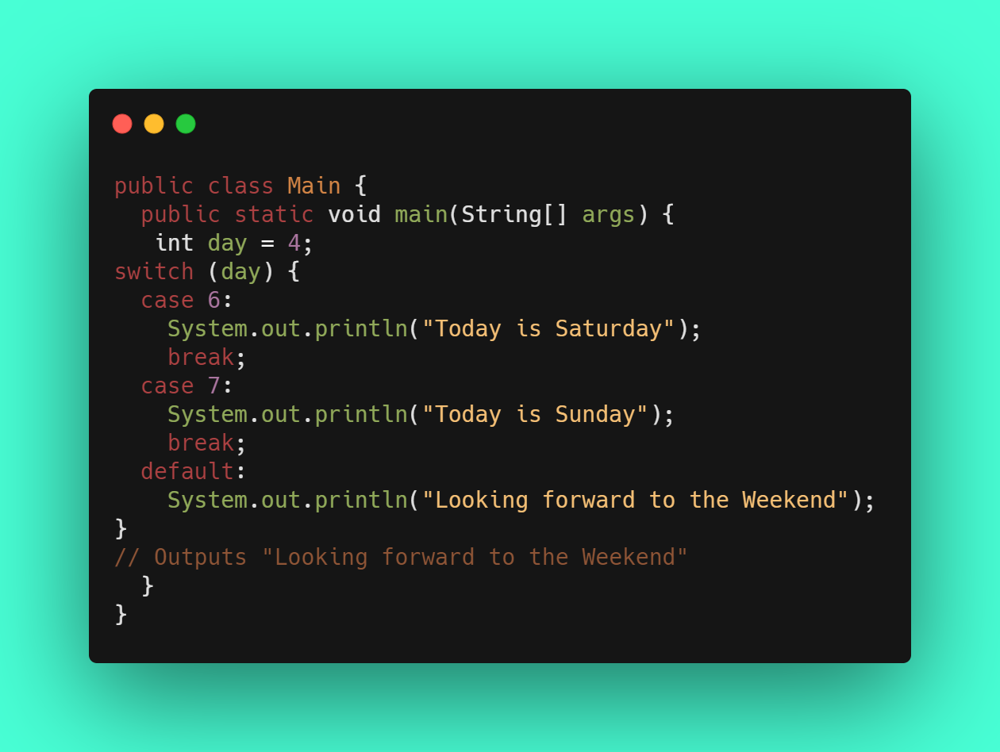 public class Main {
  public static void main(String[] args) {
   int day = 4;
switch (day) {
  case 6:
    System.out.println("Today is Saturday");
    break;
  case 7:
    System.out.println("Today is Sunday");
    break;
  default:
    System.out.println("Looking forward to the Weekend");
}
// Outputs "Looking forward to the Weekend"
  }
}